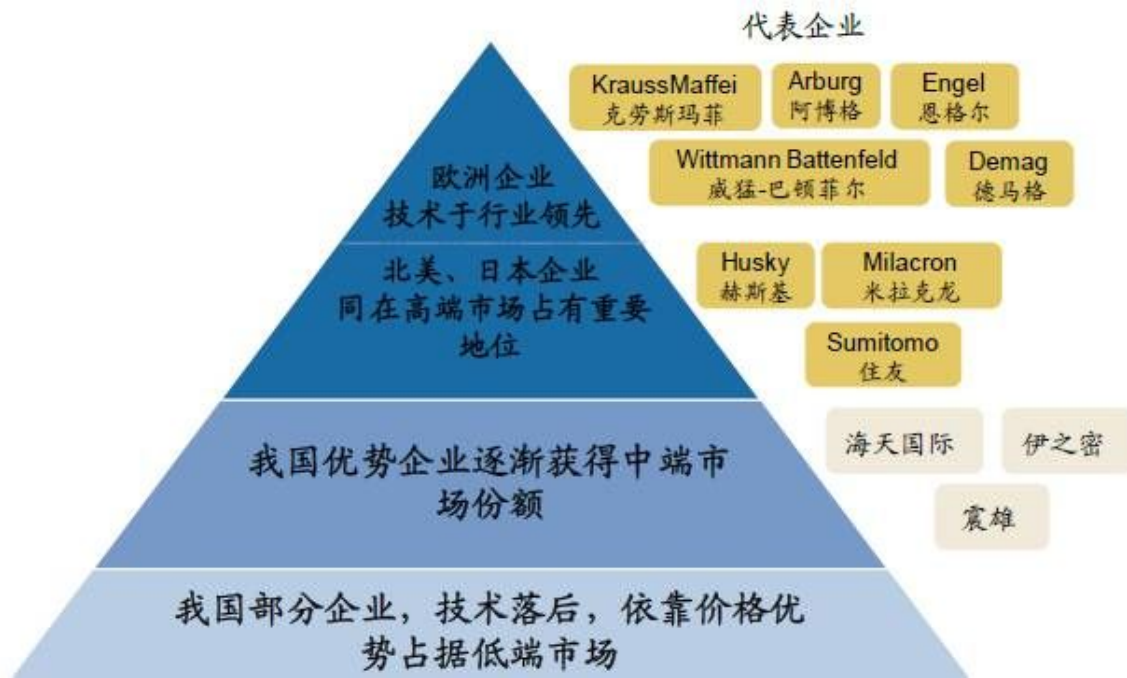 代表企业
KraussMaffei
克劳斯玛菲
Arburg
阿博格
Engel
恩格尔
Wittmann Battenfeld
威猛-巴顿菲尔
Demag
德马格
欧洲企业
技术于行业领先
Husky
赫斯基
Milacron
米拉克龙
Sumitomo
住友
北美、日本企业
同在高端市场占有重要
地位
海天国际
伊之密
震雄
我国优势企业逐渐获得中端市
场份额
我国部分企业，技术落后，依靠价格优
势占据低端市场